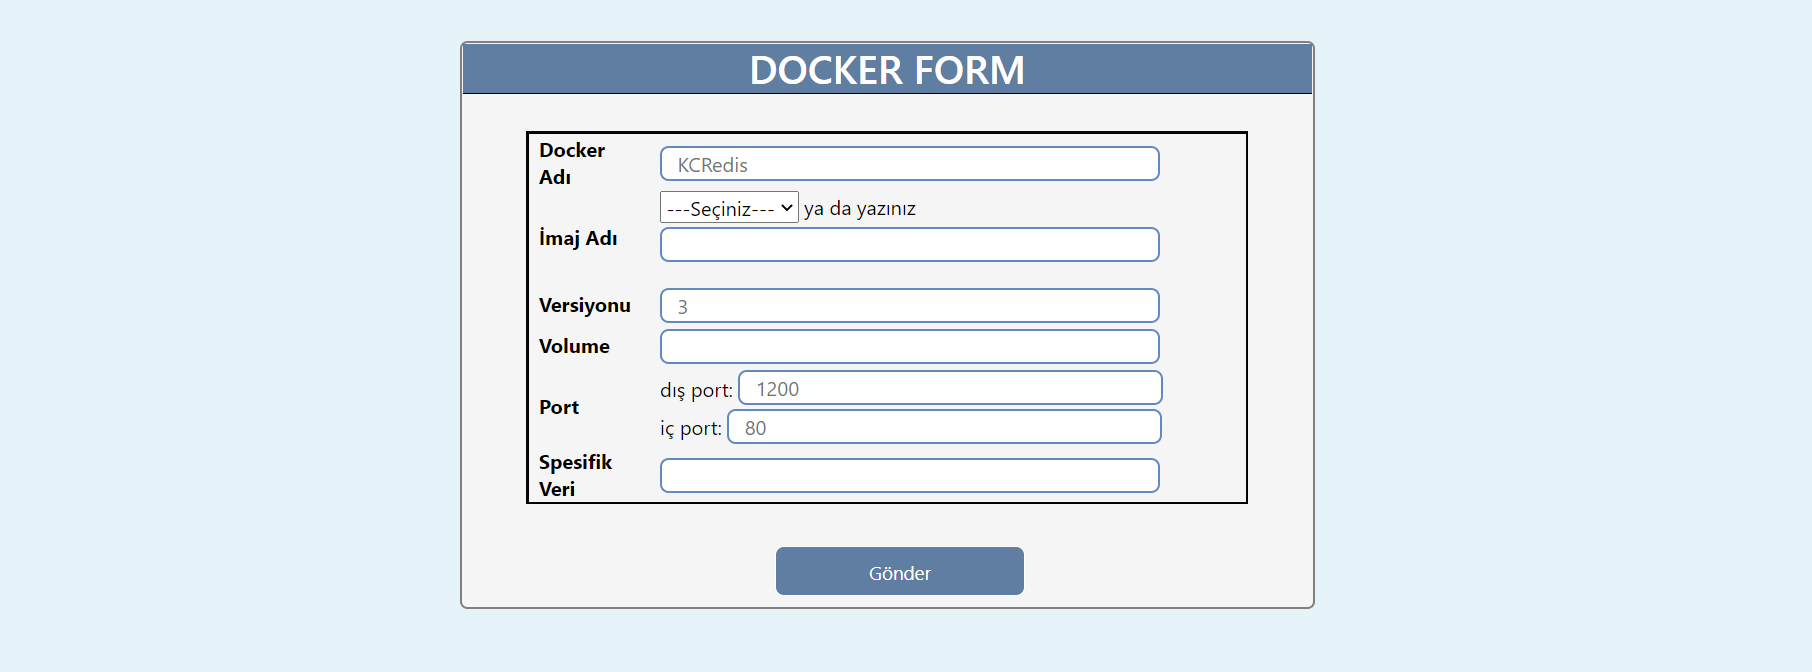 DOCKER FORM
Docker
Adı
KCRedis
---Seçiniz--- ya da yazınız
İmaj Adı
Versiyonu
3
Volume
Port
dış port: 1200
iç port: 80
Spesifik
Veri
Gönder